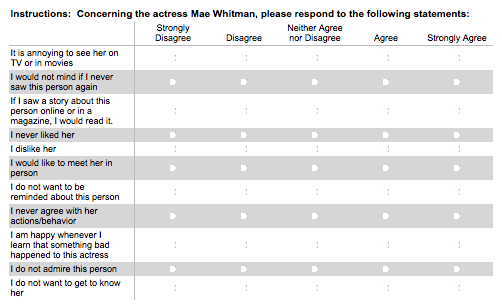 Instructions:  Concerning the actress Mae Whitman, please respond to the following statements:
Strongly Disagree
Disagree
Neither Agree nor Disagree
Agree
Strongly Agree
It is annoying to see her on
TV or in movies
I would not mind if I never
saw this person again
If I saw a story about this
person online or in a
magazine, I would read it.
I never liked her
I dislike her
I would like to meet her in
person
I do not want to be
reminded about this person
I never agree with her
actions/behavior
I am happy whenever I
learn that something bad
happened to this actress
I do not admire this person
I do not want to get to know
her